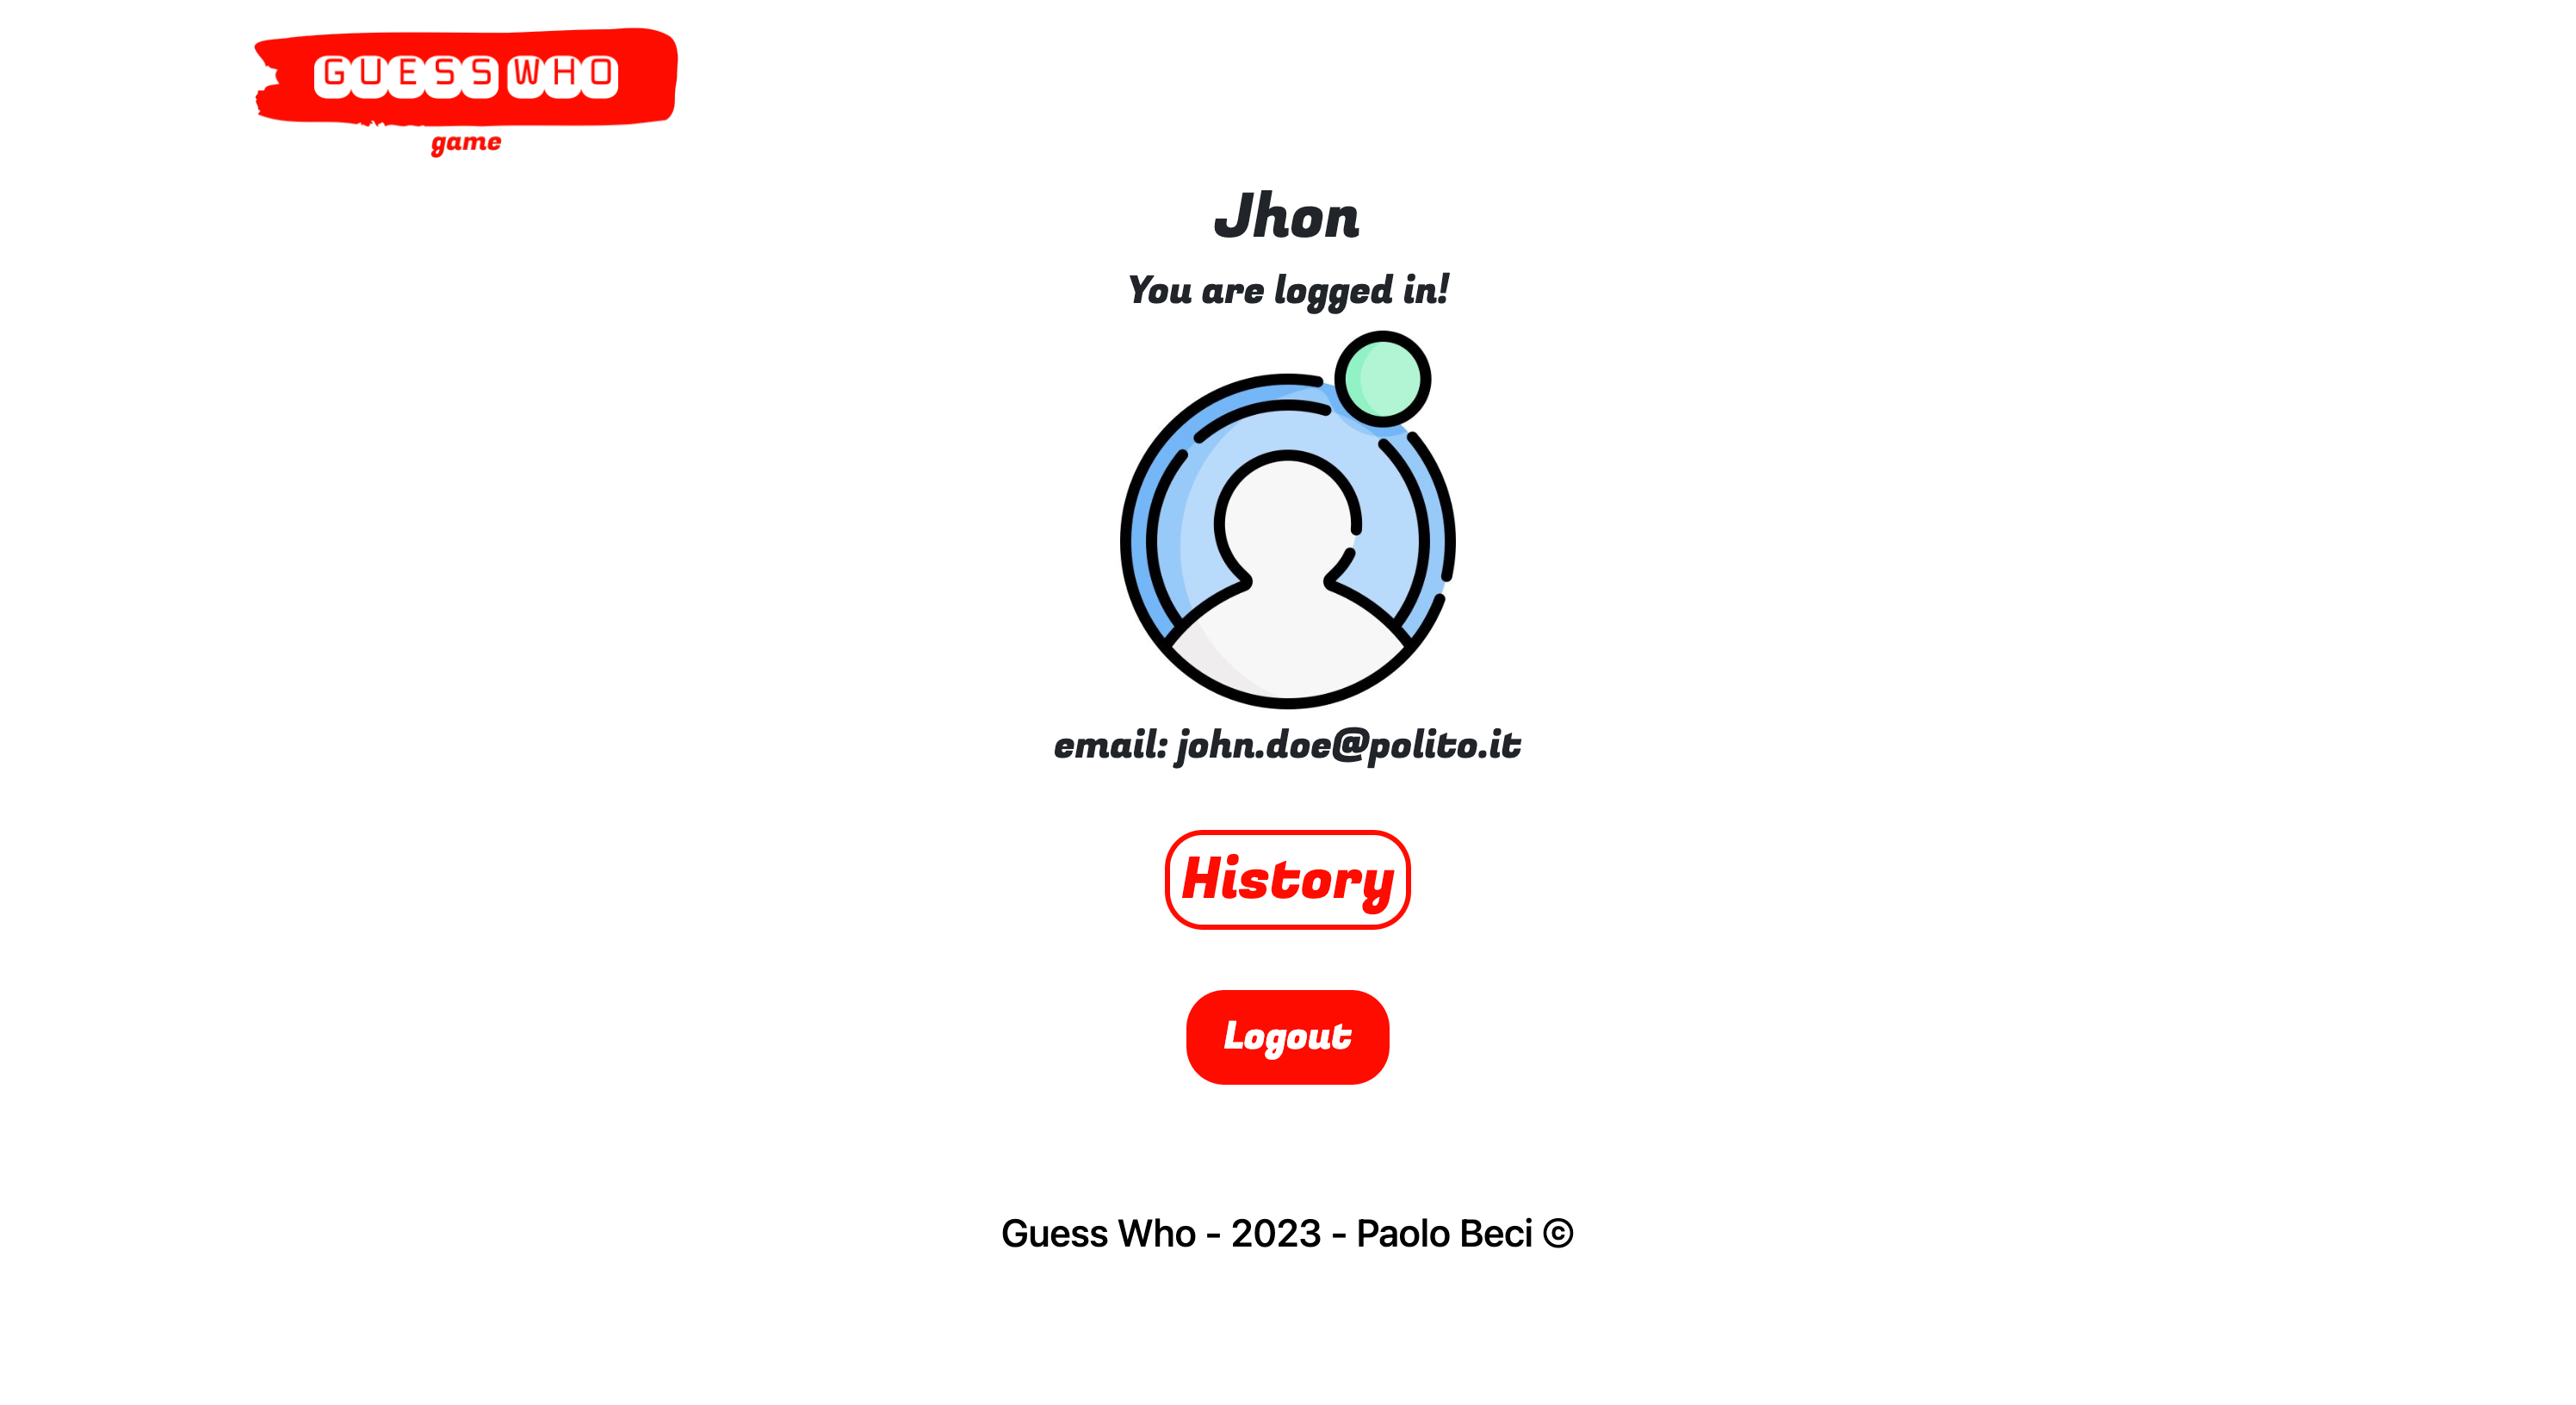 GUESS WHO
game
Jhon
You are logged in!
email: john.doe@polito.it
History
Logout
Guess Who - 2023 - Paolo Beci ©